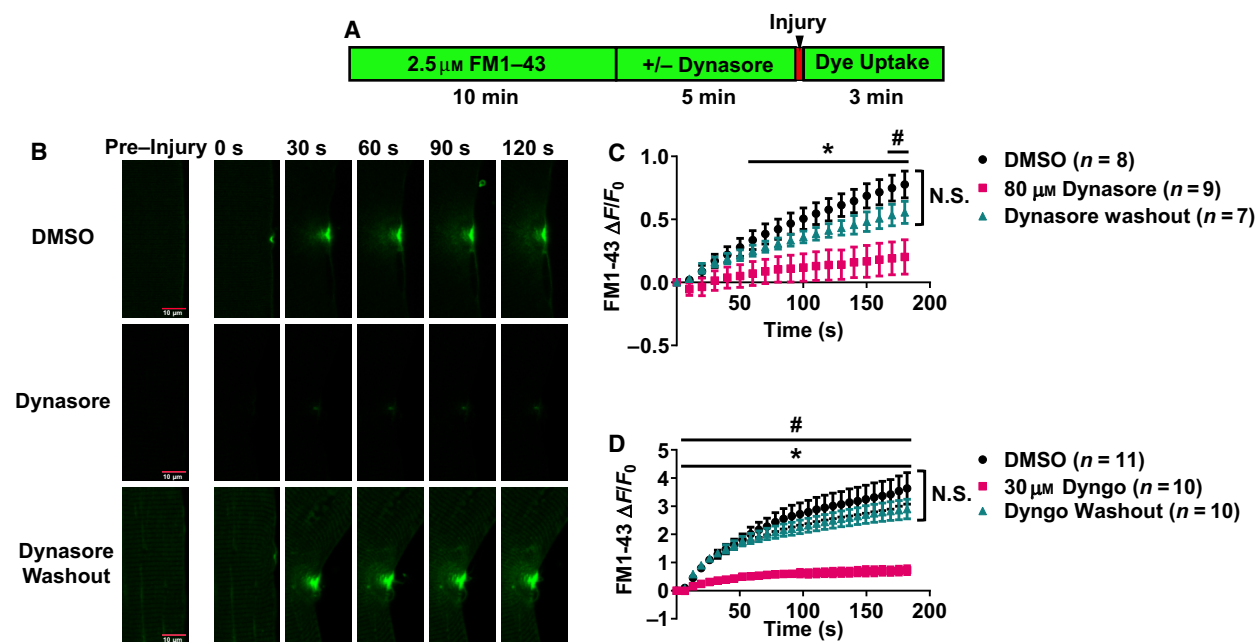 A
Injury
2.5 μM FM1–43
+/– Dynasore
Dye Uptake
10 min
5 min
3 min
B
Pre–Injury
0 s
30 s
60 s
90 s
120 s
DMSO
10 μm
Dynasore
10 μm
Dynasore
Washout
10 μm
C
FM1-43 ΔF/F0
1.0
0.5
0.0
–0.5
50
100
150
200
Time (s)
*
#
N.S.
DMSO (n = 8)
80 μM Dynasore (n = 9)
Dynasore washout (n = 7)
D
FM1-43 ΔF/F0
5
4
3
2
1
0
–1
50
100
150
200
Time (s)
#
*
N.S.
DMSO (n = 11)
30 μM Dyngo (n = 10)
Dyngo Washout (n = 10)